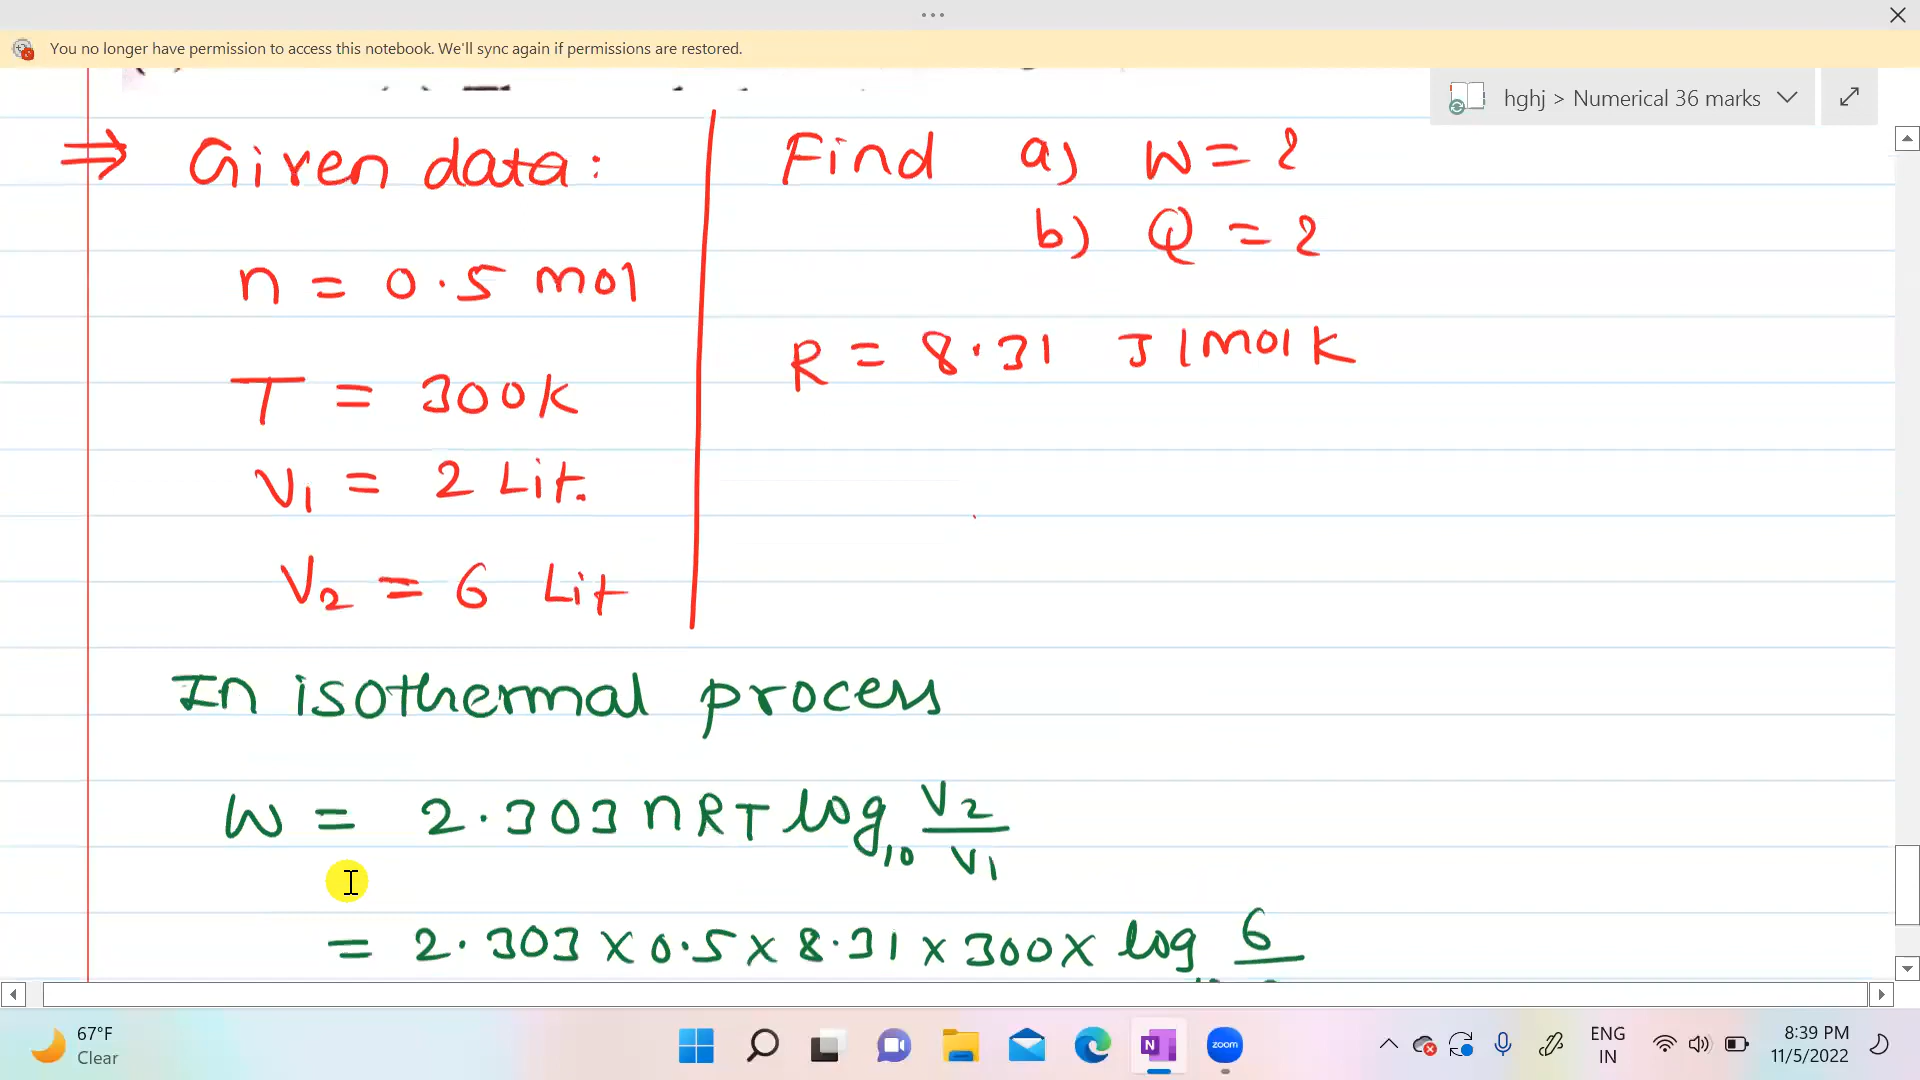 You no longer have permission to access this notebook. We'll sync again if permissions are restored.
hghj > Numerical 36 marks
⇒ Given data:
n = 0.5 mol
T = 300k
V1 = 2 Lit.
V2 = 6 Lit
Find a) W = ?
b) Q = ?
R = 8.31 J/mol k
In isothermal process
W = 2.303 nRT log10 V2/V1
= 2.303 x 0.5 x 8.31 x 300 x log 6
67°F
Clear
N
zoom
ENG
IN
8:39 PM
11/5/2022